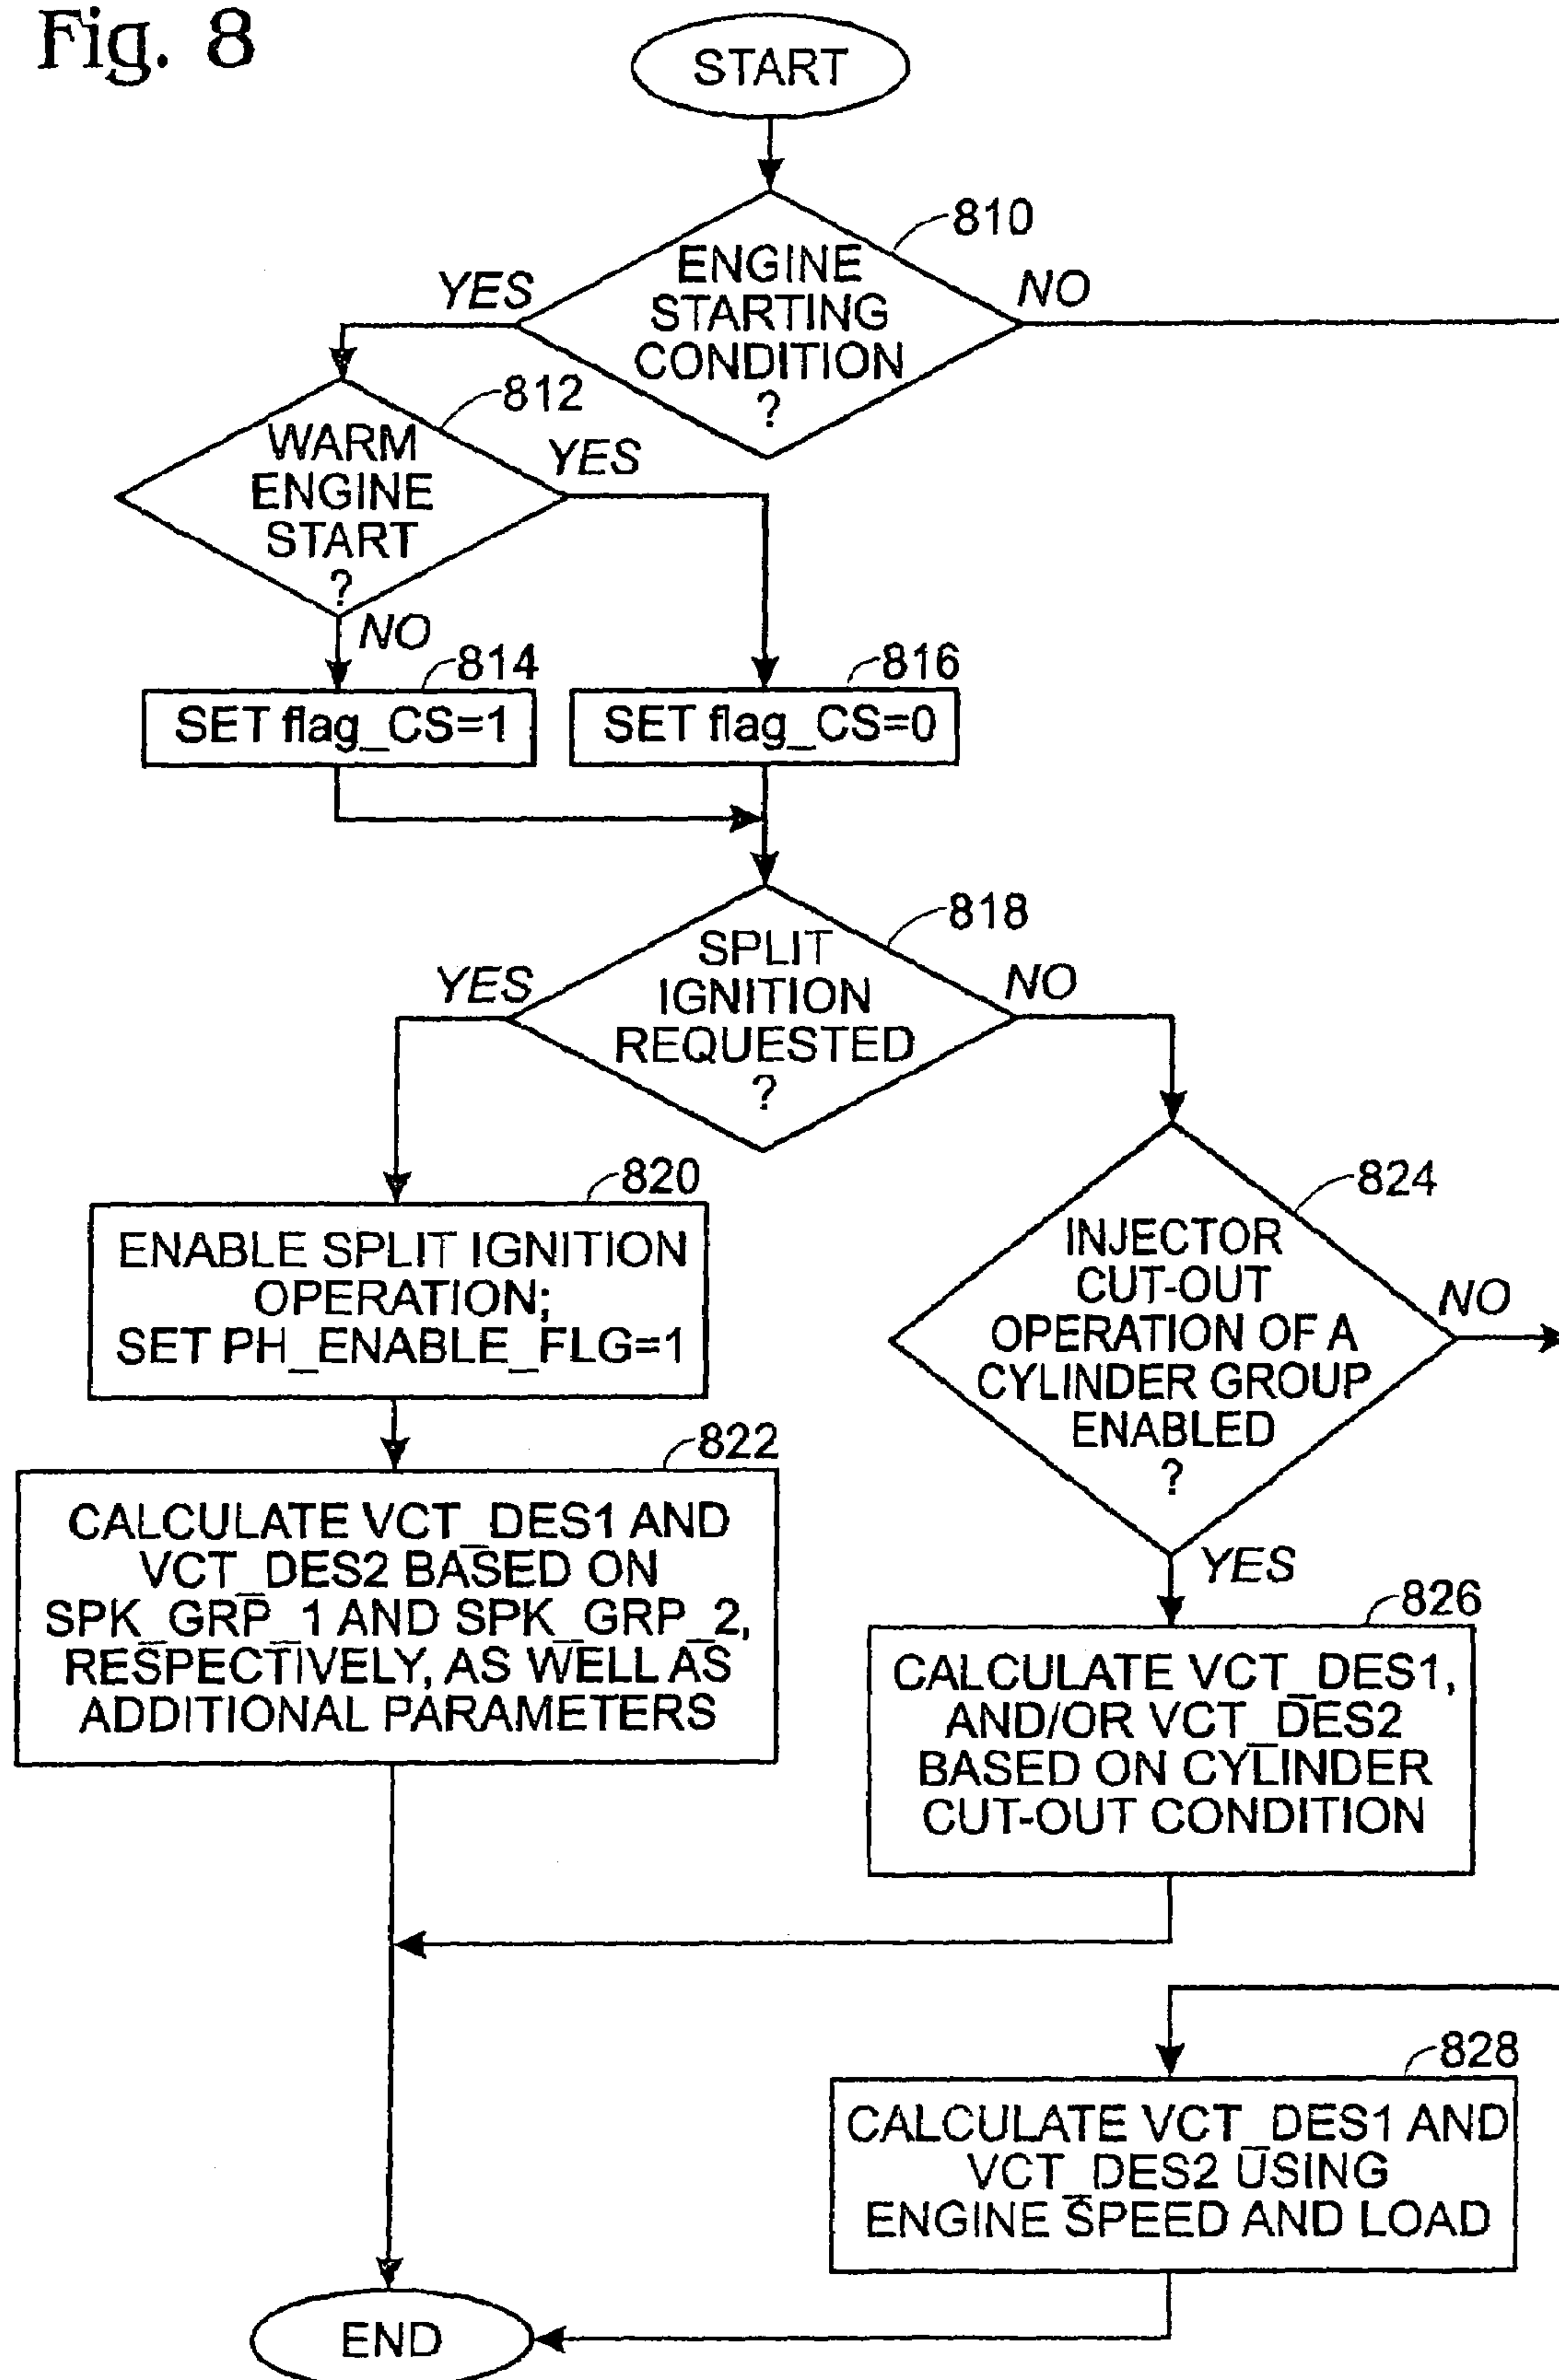 Fig. 8
START
810
ENGINE
STARTING
CONDITION
?
YES
NO
812
WARM
ENGINE
START
?
YES
NO
814
SET flag_CS=1
816
SET flag_CS=0
818
SPLIT
IGNITION
REQUESTED
?
YES
NO
820
ENABLE SPLIT IGNITION
OPERATION;
SET PH_ENABLE_FLG=1
824
INJECTOR
CUT-OUT
OPERATION OF A
CYLINDER GROUP
ENABLED
?
NO
YES
822
CALCULATE VCT_DES1 AND
VCT_DES2 BASED ON
SPK_GRP_1 AND SPK_GRP_2,
RESPECTIVELY, AS WELL AS
ADDITIONAL PARAMETERS
826
CALCULATE VCT_DES1,
AND/OR VCT_DES2
BASED ON CYLINDER
CUT-OUT CONDITION
828
CALCULATE VCT_DES1 AND
VCT_DES2 USING
ENGINE SPEED AND LOAD
END